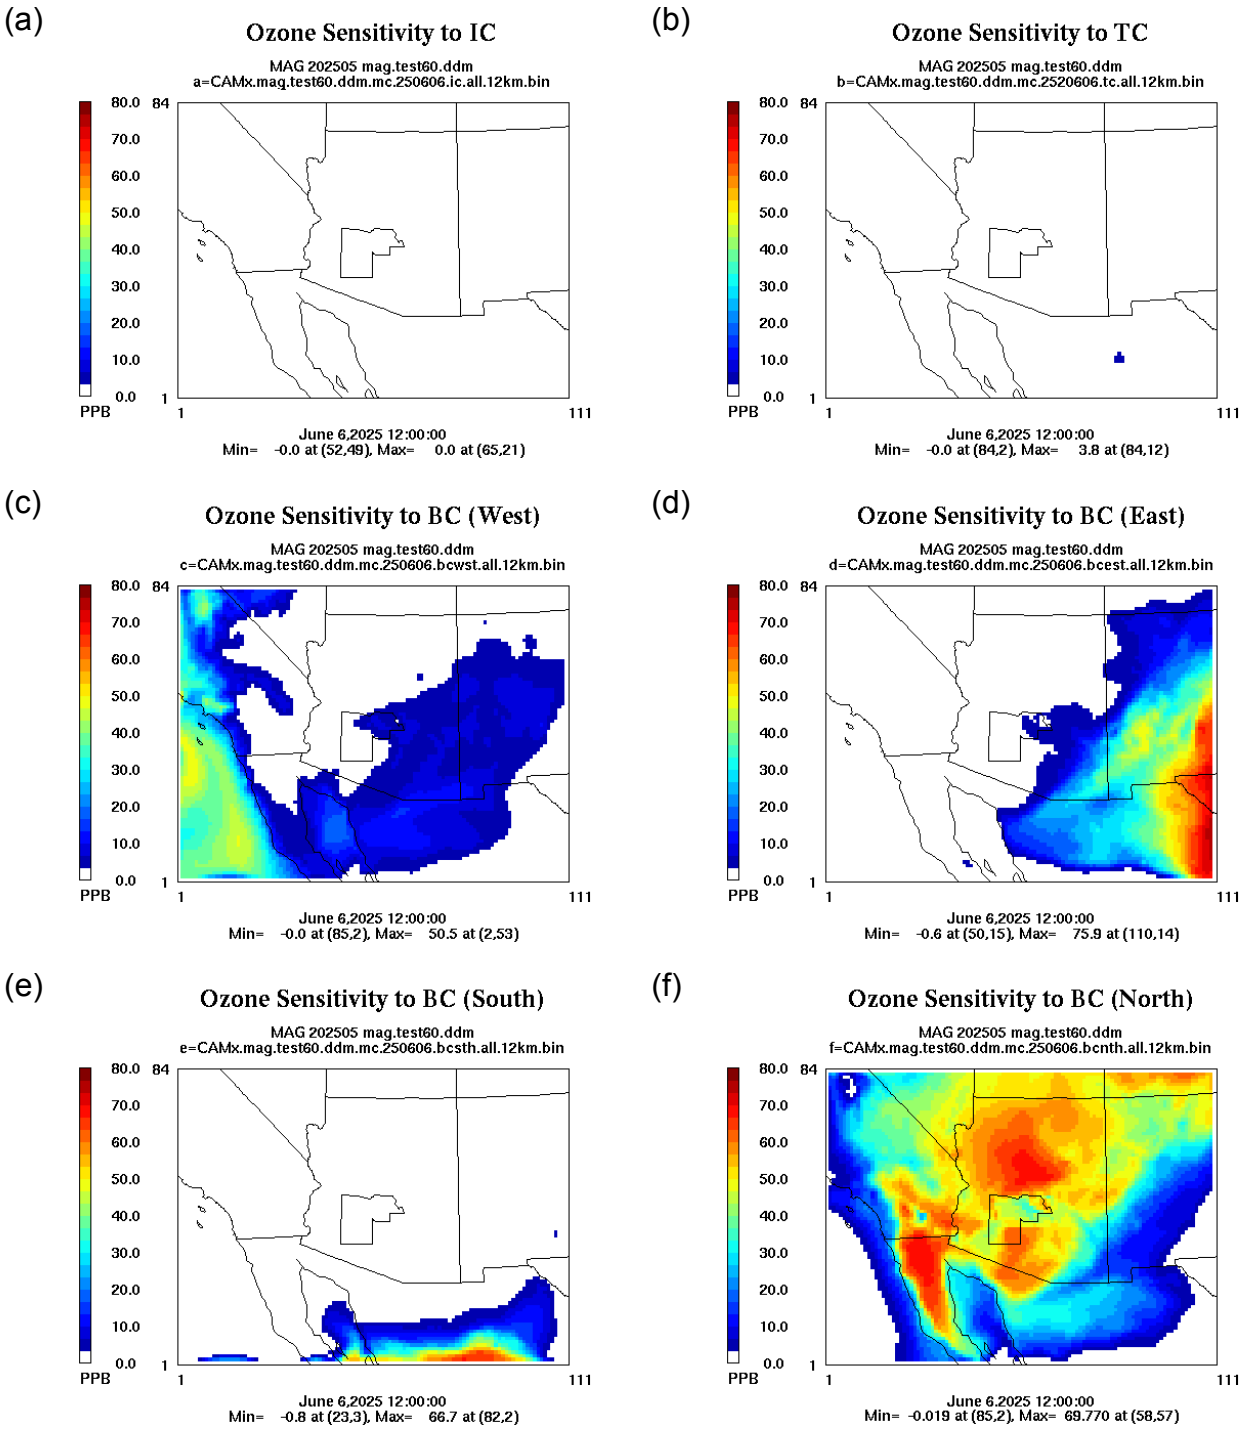 (a)
Ozone Sensitivity to IC
MAG 202505 mag.test60.ddm
a=CAMx.maq.test60.ddm.mc.250606.ic.all.12km.bin
80.0
70.0
60.0
50.0
40.0
30.0
20.0
10.0
0.0
PPB
84
1
1
111
June 6,2025 12:00:00
Min= -0.0 at (52,49), Max= 0.0 at (65,21)
(b)
Ozone Sensitivity to TC
MAG 202505 mag.test60.ddm
b=CAMx.mag.test60.ddm.mc.2520606.tc.all.12km.bin
80.0
70.0
60.0
50.0
40.0
30.0
20.0
10.0
0.0
PPB
84
1
1
111
June 6,2025 12:00:00
Min= -0.0 at (84,2), Max= 3.8 at (84,12)
(c)
Ozone Sensitivity to BC (West)
MAG 202505 mag.test60.ddm
c=CAMx.mag.test60.ddm.mc.250606.bcwst.all.12km.bin
80.0
70.0
60.0
50.0
40.0
30.0
20.0
10.0
0.0
PPB
84
1
1
111
June 6,2025 12:00:00
Min= -0.0 at (85,2), Max= 50.5 at (2,53)
(d)
Ozone Sensitivity to BC (East)
MAG 202505 mag.test60.ddm
d=CAMx.mag.test60.ddm.mc.250606.bcest.all.12km.bin
80.0
70.0
60.0
50.0
40.0
30.0
20.0
10.0
0.0
PPB
84
1
1
111
June 6,2025 12:00:00
Min= -0.6 at (50,15), Max= 75.9 at (110,14)
(e)
Ozone Sensitivity to BC (South)
MAG 202505 mag.test60.ddm
e=CAMx.mag.test60.ddm.mc.250606.bcsth.all.12km.bin
80.0
70.0
60.0
50.0
40.0
30.0
20.0
10.0
0.0
PPB
84
1
1
111
June 6,2025 12:00:00
Min= -0.8 at (23,3), Max= 66.7 at (82,2)
(f)
Ozone Sensitivity to BC (North)
MAG 202505 mag.test60.ddm
f=CAMx.mag.test60.ddm.mc.250606.bcnth.all.12km.bin
80.0
70.0
60.0
50.0
40.0
30.0
20.0
10.0
0.0
PPB
84
1
1
111
June 6,2025 12:00:00
Min= -0.019 at (85,2), Max= 69.770 at (58,57)